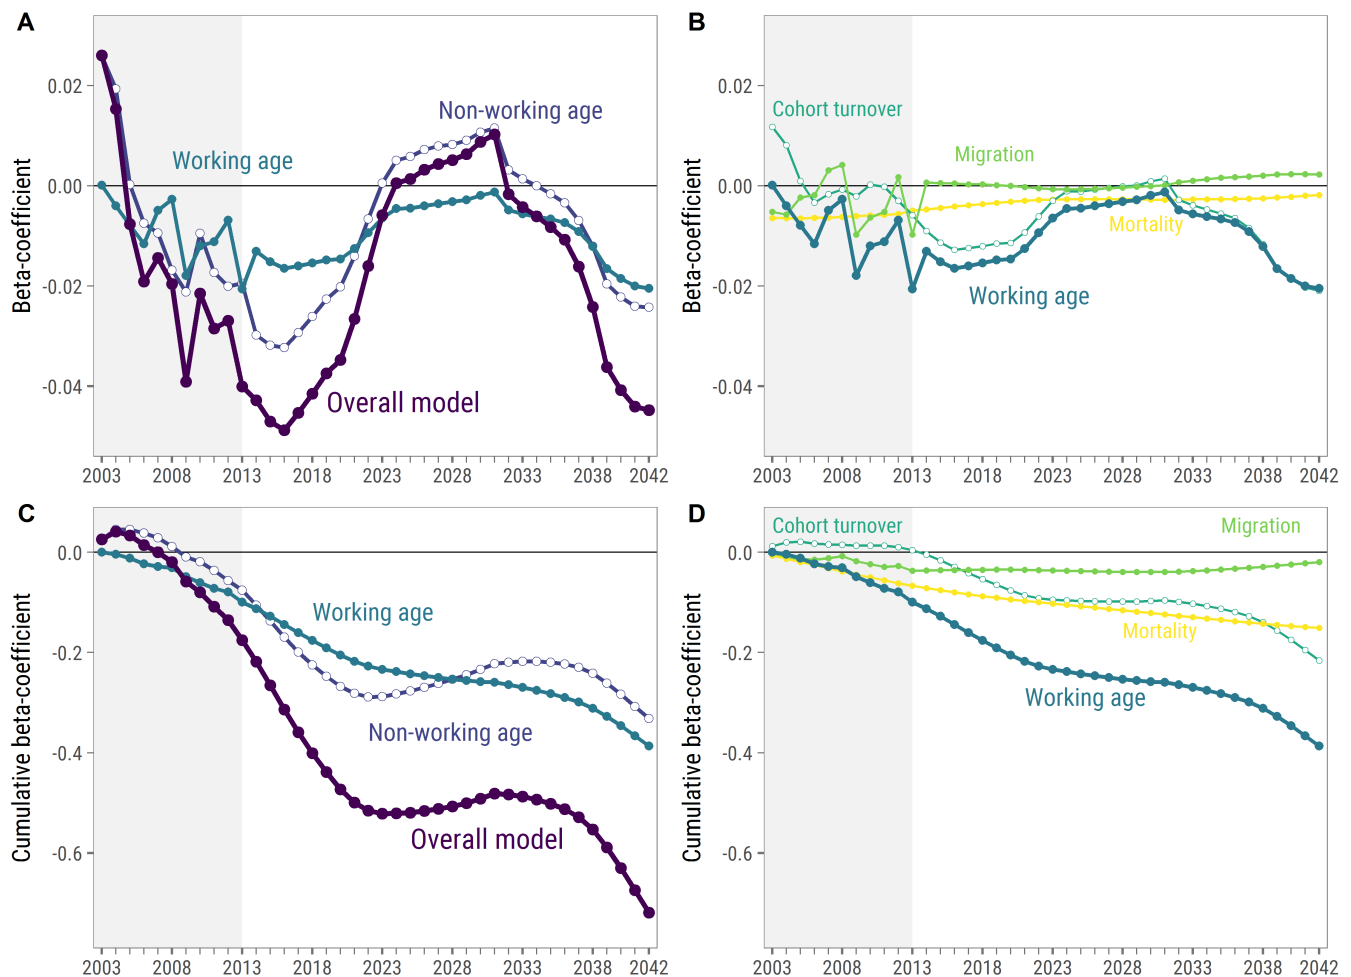 A
Beta-coefficient
0.02
0.00
-0.02
-0.04
Non-working age
Working age
Overall model
2003 2008 2013 2018 2023 2028 2033 2038 2042
B
Beta-coefficient
0.02
0.00
-0.02
-0.04
Cohort turnover
Migration
Mortality
Working age
2003 2008 2013 2018 2023 2028 2033 2038 2042
C
Cumulative beta-coefficient
0.0
-0.2
-0.4
-0.6
Working age
Non-working age
Overall model
2003 2008 2013 2018 2023 2028 2033 2038 2042
D
Cumulative beta-coefficient
0.0
-0.2
-0.4
-0.6
Cohort turnover
Migration
Mortality
Working age
2003 2008 2013 2018 2023 2028 2033 2038 2042